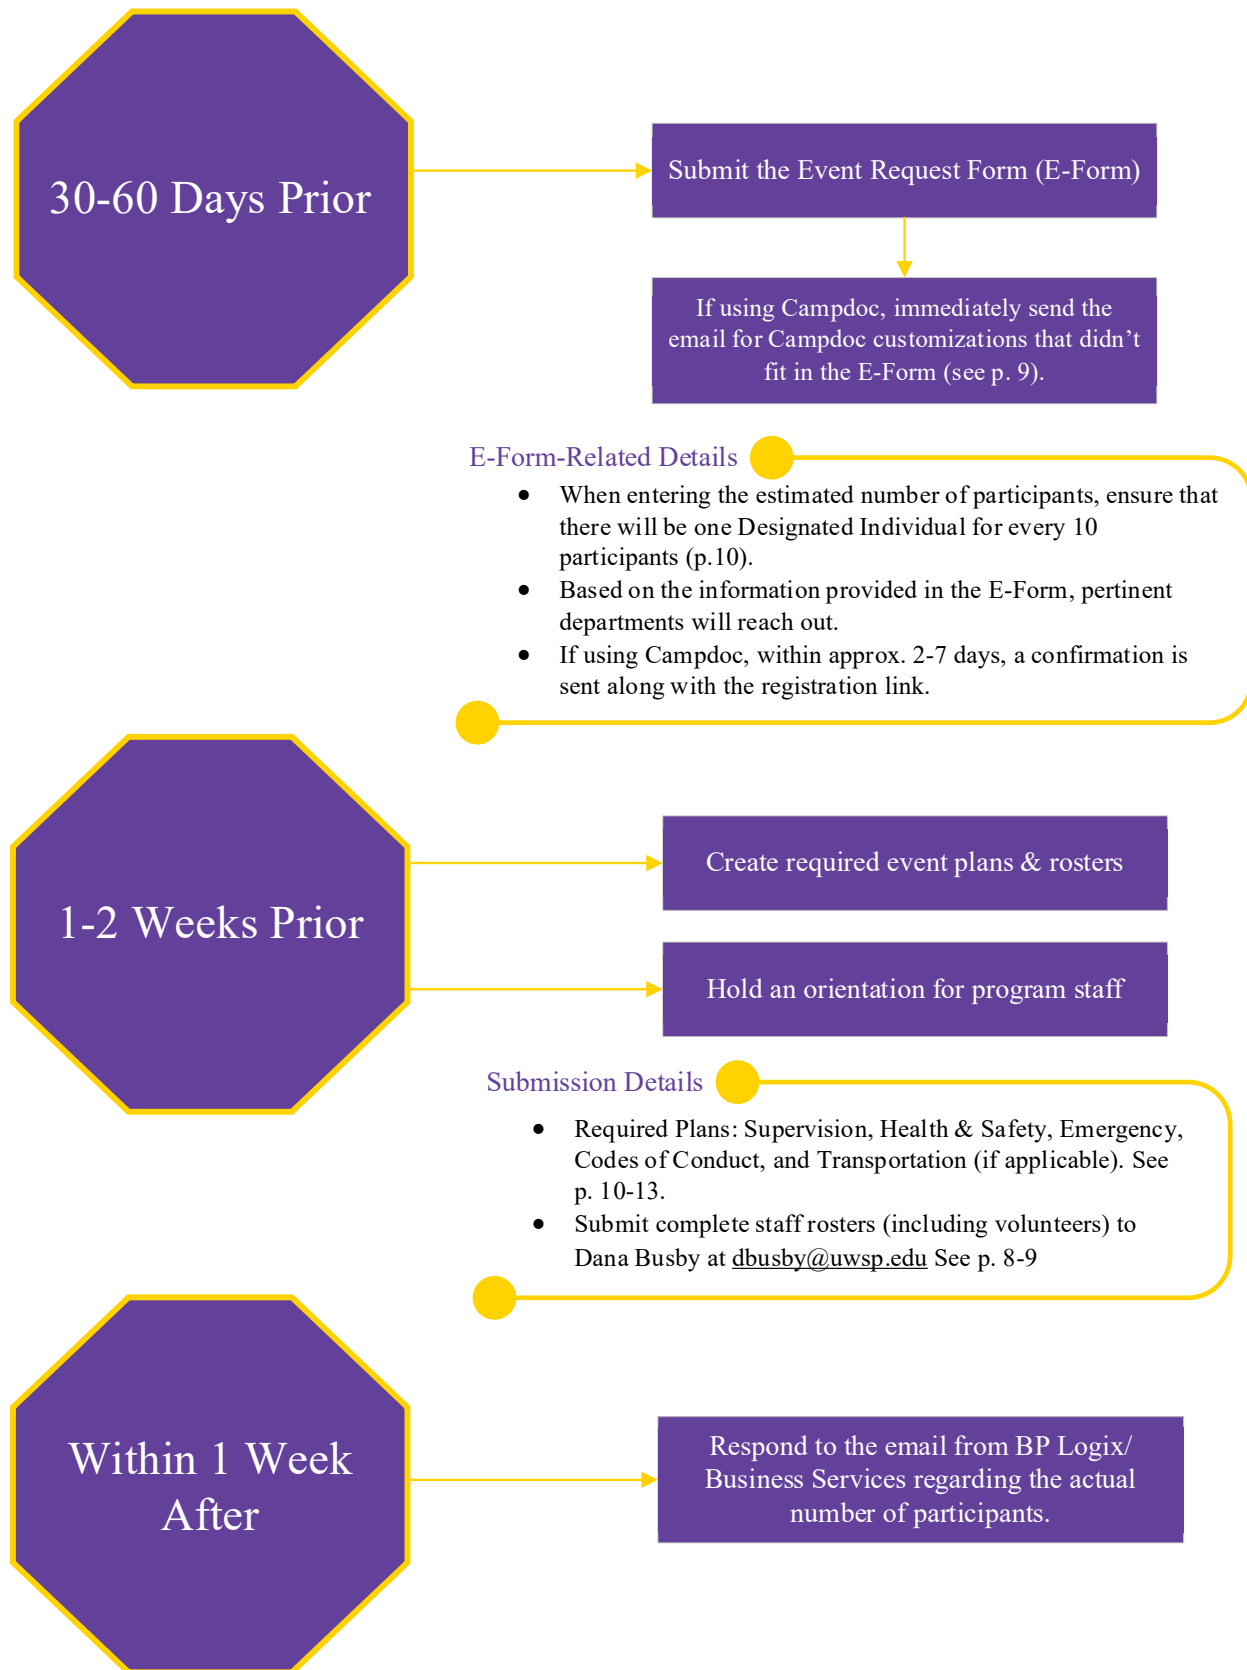 30-60 Days Prior
Submit the Event Request Form (E-Form)
If using Campdoc, immediately send the
email for Campdoc customizations that didn’t
fit in the E-Form (see p. 9).
E-Form-Related Details
• When entering the estimated number of participants, ensure that
there will be one Designated Individual for every 10
participants (p.10).
• Based on the information provided in the E-Form, pertinent
departments will reach out.
• If using Campdoc, within approx. 2-7 days, a confirmation is
sent along with the registration link.
1-2 Weeks Prior
Create required event plans & rosters
Hold an orientation for program staff
Submission Details
• Required Plans: Supervision, Health & Safety, Emergency,
Codes of Conduct, and Transportation (if applicable). See
p. 10-13.
• Submit complete staff rosters (including volunteers) to
Dana Busby at dbusby@uwsp.edu See p. 8-9
Within 1 Week
After
Respond to the email from BP Logix/
Business Services regarding the actual
number of participants.